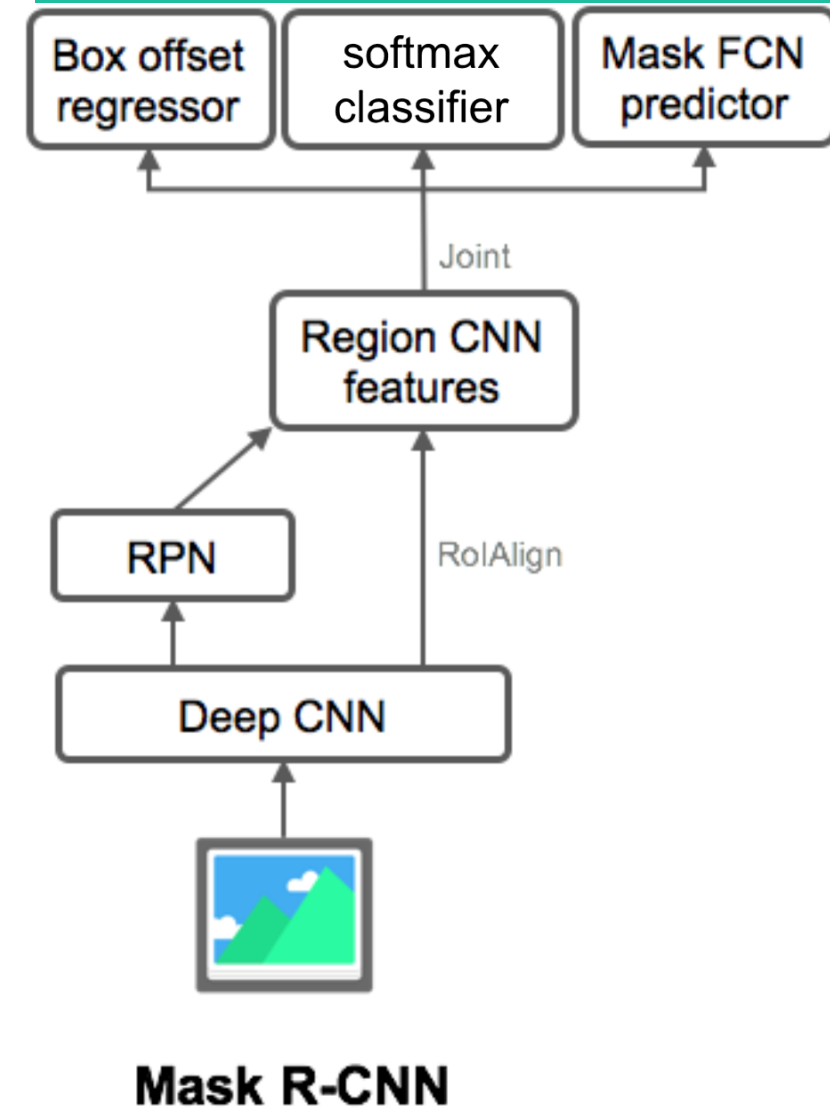 Box offset
regressor
softmax
classifier
Mask FCN
predictor
Joint
Region CNN
features
RPN
RoIAlign
Deep CNN
Mask R-CNN